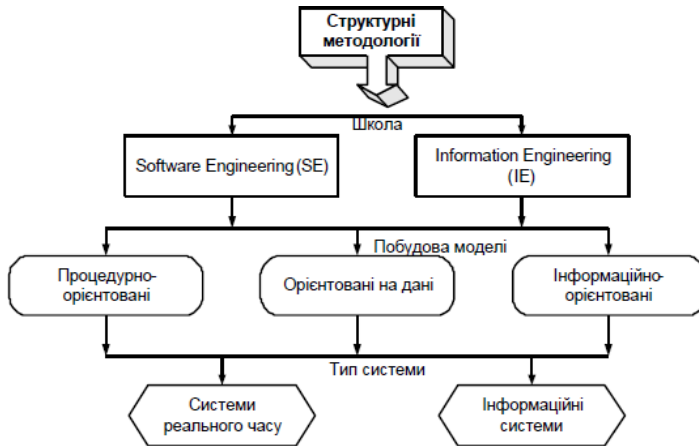 Структурні
методології
Школа
Software Engineering (SE)
Information Engineering
(IE)
Побудова моделі
Процедурно-
орієнтовані
Орієнтовані на дані
Інформаційно-
орієнтовані
Тип системи
Системи
реального часу
Інформаційні
системи